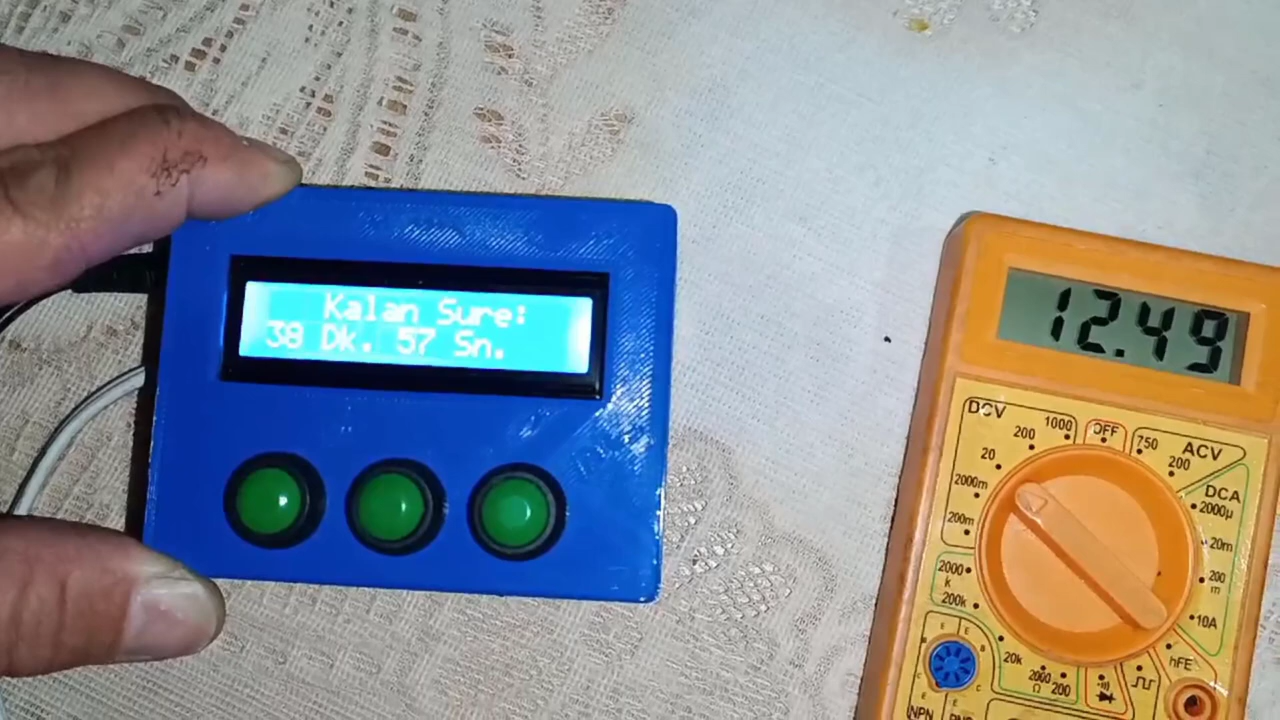 Kalan Sure:
38 Dk. 57 Sn.
12.49
DCV
1000
OFF
750
ACV
200
200
20
DCA
2000m
2000µ
200m
20m
2000
k
200
m
200k
10A
E
E
20k
hFE
2000
Ω
200
C
C
E
E
NPN